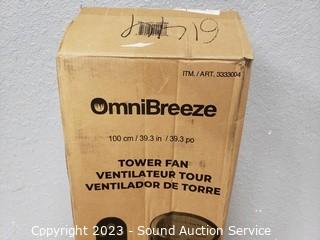 ITM. / ART. 3333004
OmniBreeze
100 cm / 39.3 in / 39.3 po
TOWER FAN
VENTILATEUR TOUR
VENTILADOR DE TORRE
Copyright 2023 - Sound Auction Service